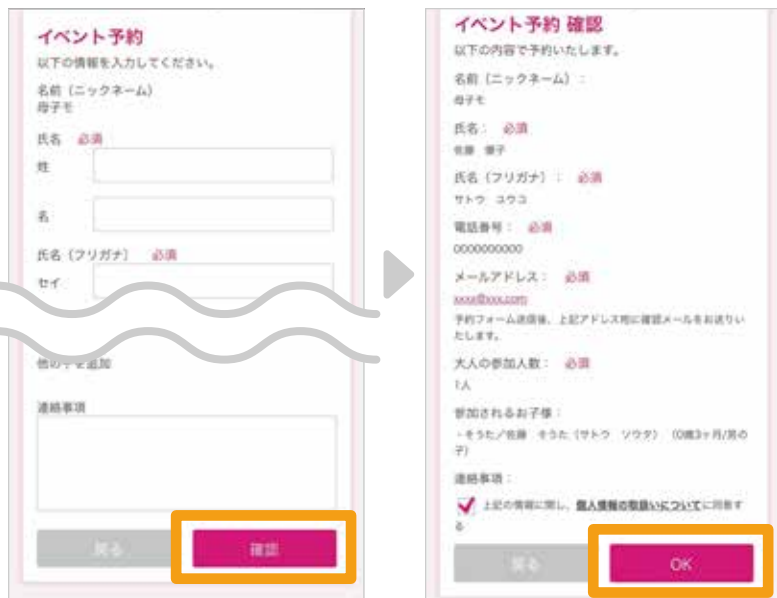 イベント予約
以下の情報を入力してください。
名前（ニックネーム）
母子モ
氏名 必須
姓
名
氏名（フリガナ） 必須
セイ
他の子を追加
連絡事項
戻る
確認
イベント予約 確認
以下の内容で予約いたします。
名前（ニックネーム）：
母子モ
氏名： 必須
佐藤 優子
氏名（フリガナ）： 必須
サトウ ユウコ
電話番号： 必須
0000000000
メールアドレス： 必須
xxxx@xxx.com
予約フォーム送信後、上記アドレス宛に確認メールをお送りい
たします。
大人の参加人数： 必須
1人
参加されるお子様：
・そうた／佐藤 そうた（サトウ ソウタ）（0歳3ヶ月/男の
子）
連絡事項：
上記の情報に関し、個人情報の取扱いについてに同意す
る
戻る
OK